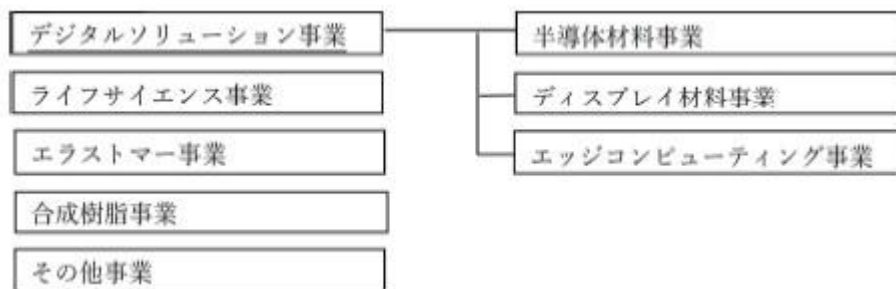 デジタルソリューション事業
ライフサイエンス事業
エラストマー事業
合成樹脂事業
その他事業
半導体材料事業
ディスプレイ材料事業
エッジコンピューティング事業